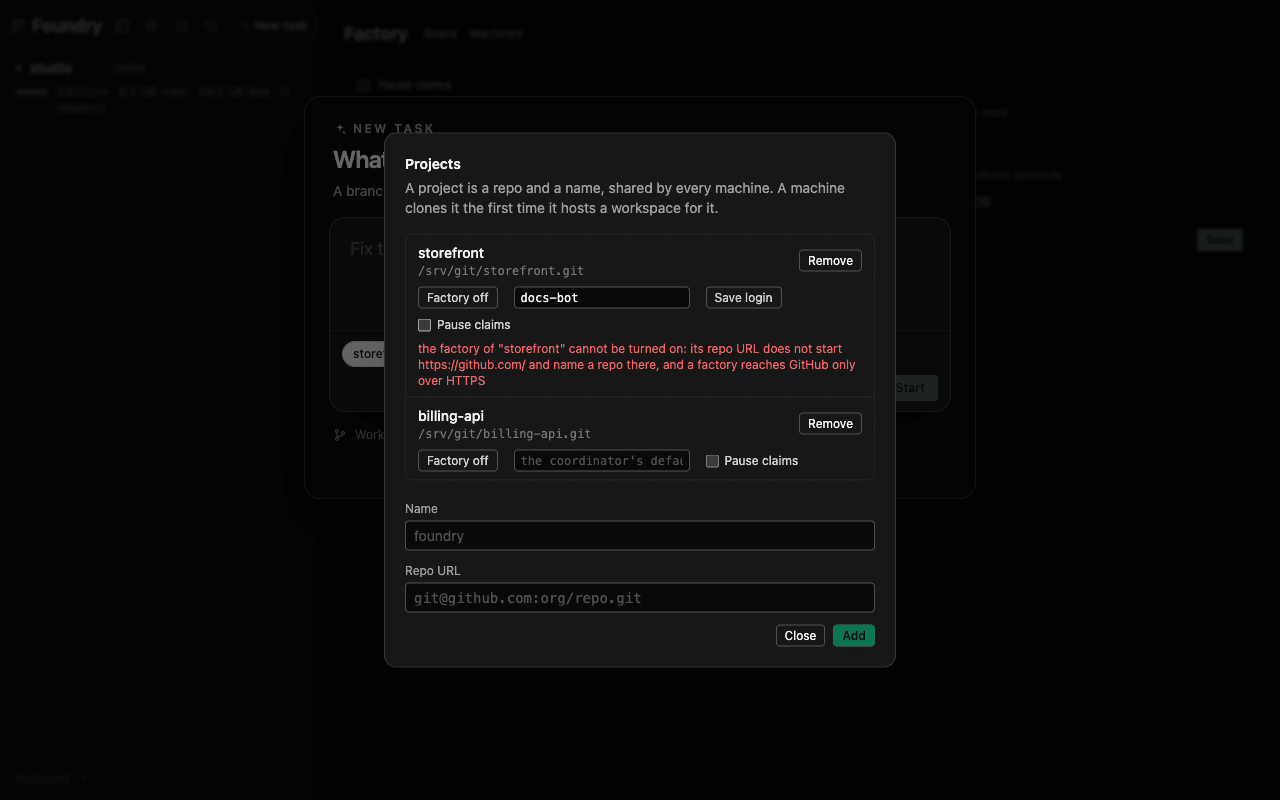 Foundry
New task
Factory
Board
Machines
studio
online
Pause claims
NEW TASK
What
A branc
Fix t
storef
Start
Work
Save
Projects
A project is a repo and a name, shared by every machine. A machine
clones it the first time it hosts a workspace for it.
storefront
Remove
/srv/git/storefront.git
Factory off
docs-bot
Save login
Pause claims
the factory of "storefront" cannot be turned on: its repo URL does not start
https://github.com/ and name a repo there, and a factory reaches GitHub only
over HTTPS
billing-api
Remove
/srv/git/billing-api.git
Factory off
the coordinator's defau
Pause claims
Name
foundry
Repo URL
git@github.com:org/repo.git
Close
Add